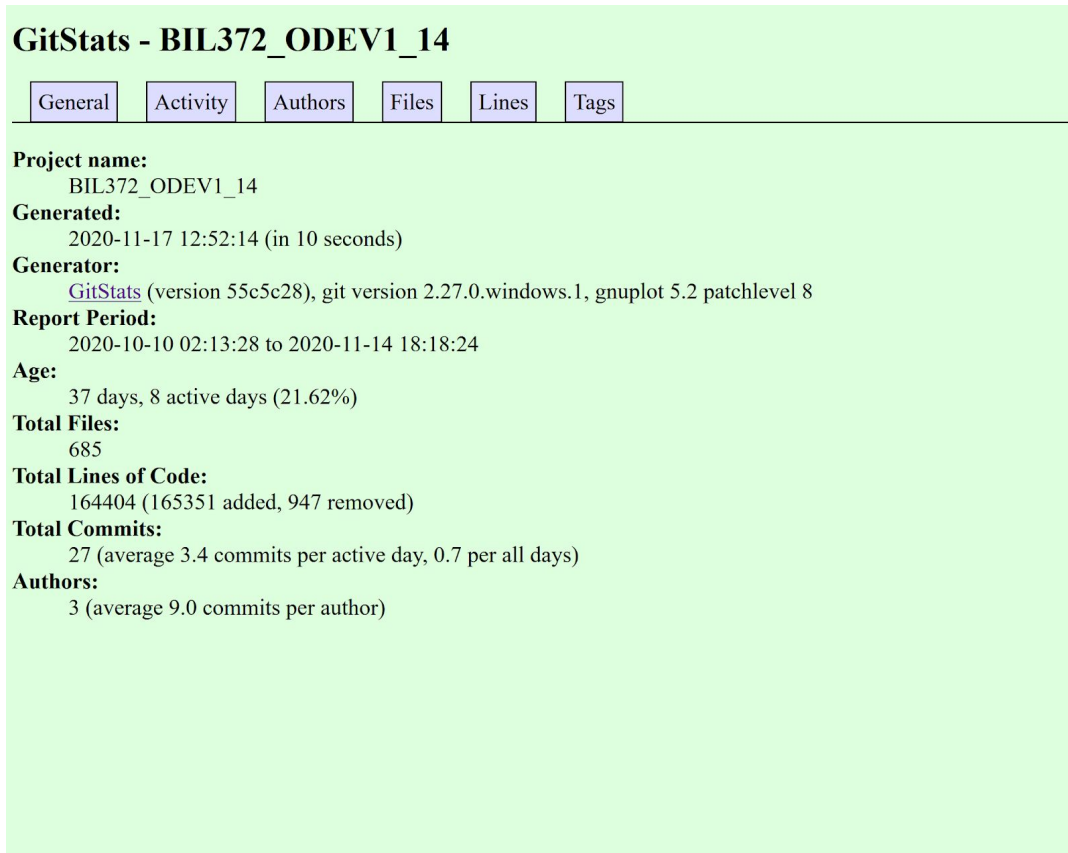 GitStats - BIL372_ODEV1_14
General Activity Authors Files Lines Tags
Project name:
BIL372_ODEV1_14
Generated:
2020-11-17 12:52:14 (in 10 seconds)
Generator:
GitStats (version 55c5c28), git version 2.27.0.windows.1, gnuplot 5.2 patchlevel 8
Report Period:
2020-10-10 02:13:28 to 2020-11-14 18:18:24
Age:
37 days, 8 active days (21.62%)
Total Files:
685
Total Lines of Code:
164404 (165351 added, 947 removed)
Total Commits:
27 (average 3.4 commits per active day, 0.7 per all days)
Authors:
3 (average 9.0 commits per author)